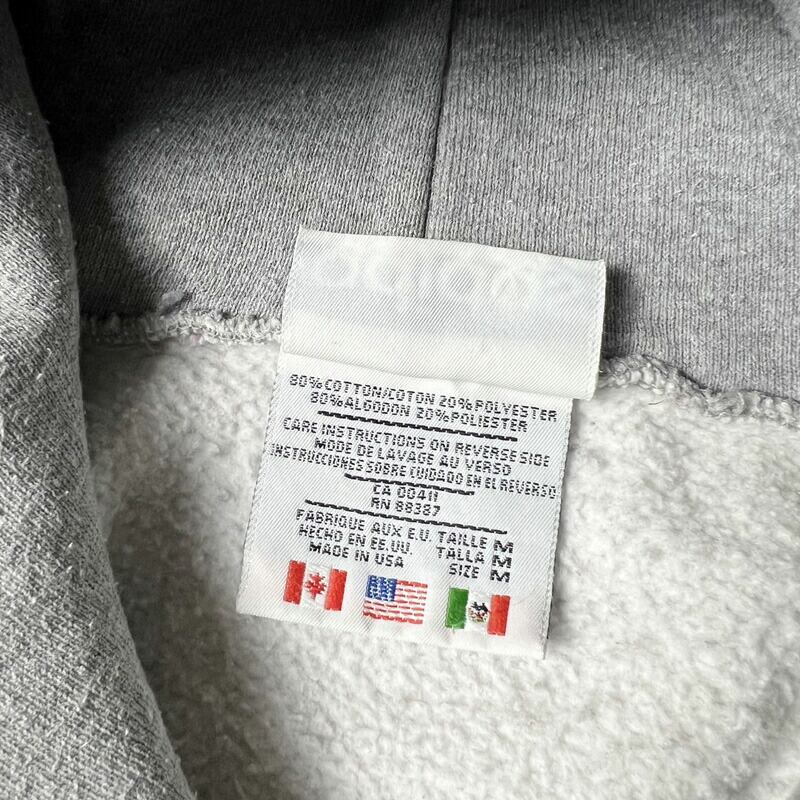 80% COTTON/COTON 20% POLYESTER
80% ALGODON 20% POLIESTER
CARE INSTRUCTIONS ON REVERSE SIDE
MODE DE LAVAGE AU VERSO
INSTRUCCIONES SOBRE CUIDADO EN EL REVERSO
CA 00411
RN 88387
FABRIQUE AUX E.U. TAILLE M
HECHO EN EE.UU. TALLA M
MADE IN USA SIZE M